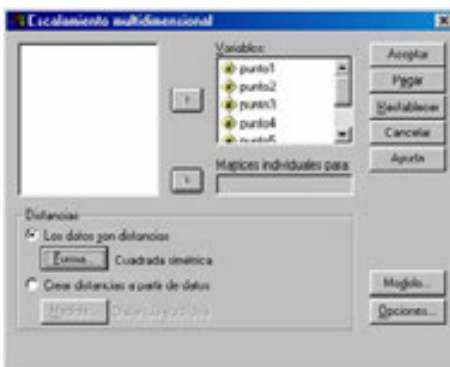 Escalamiento multidimensional
Variables:
punto1
punto2
punto3
punto4
punto5
Matrices individuales para:
Aceptar
Pegar
Restablecer
Cancelar
Ayuda
Distancias
Los datos son distancias
Forma... Cuadrada simétrica
Crear distancias a partir de datos
Medida...
Modelo...
Opciones...